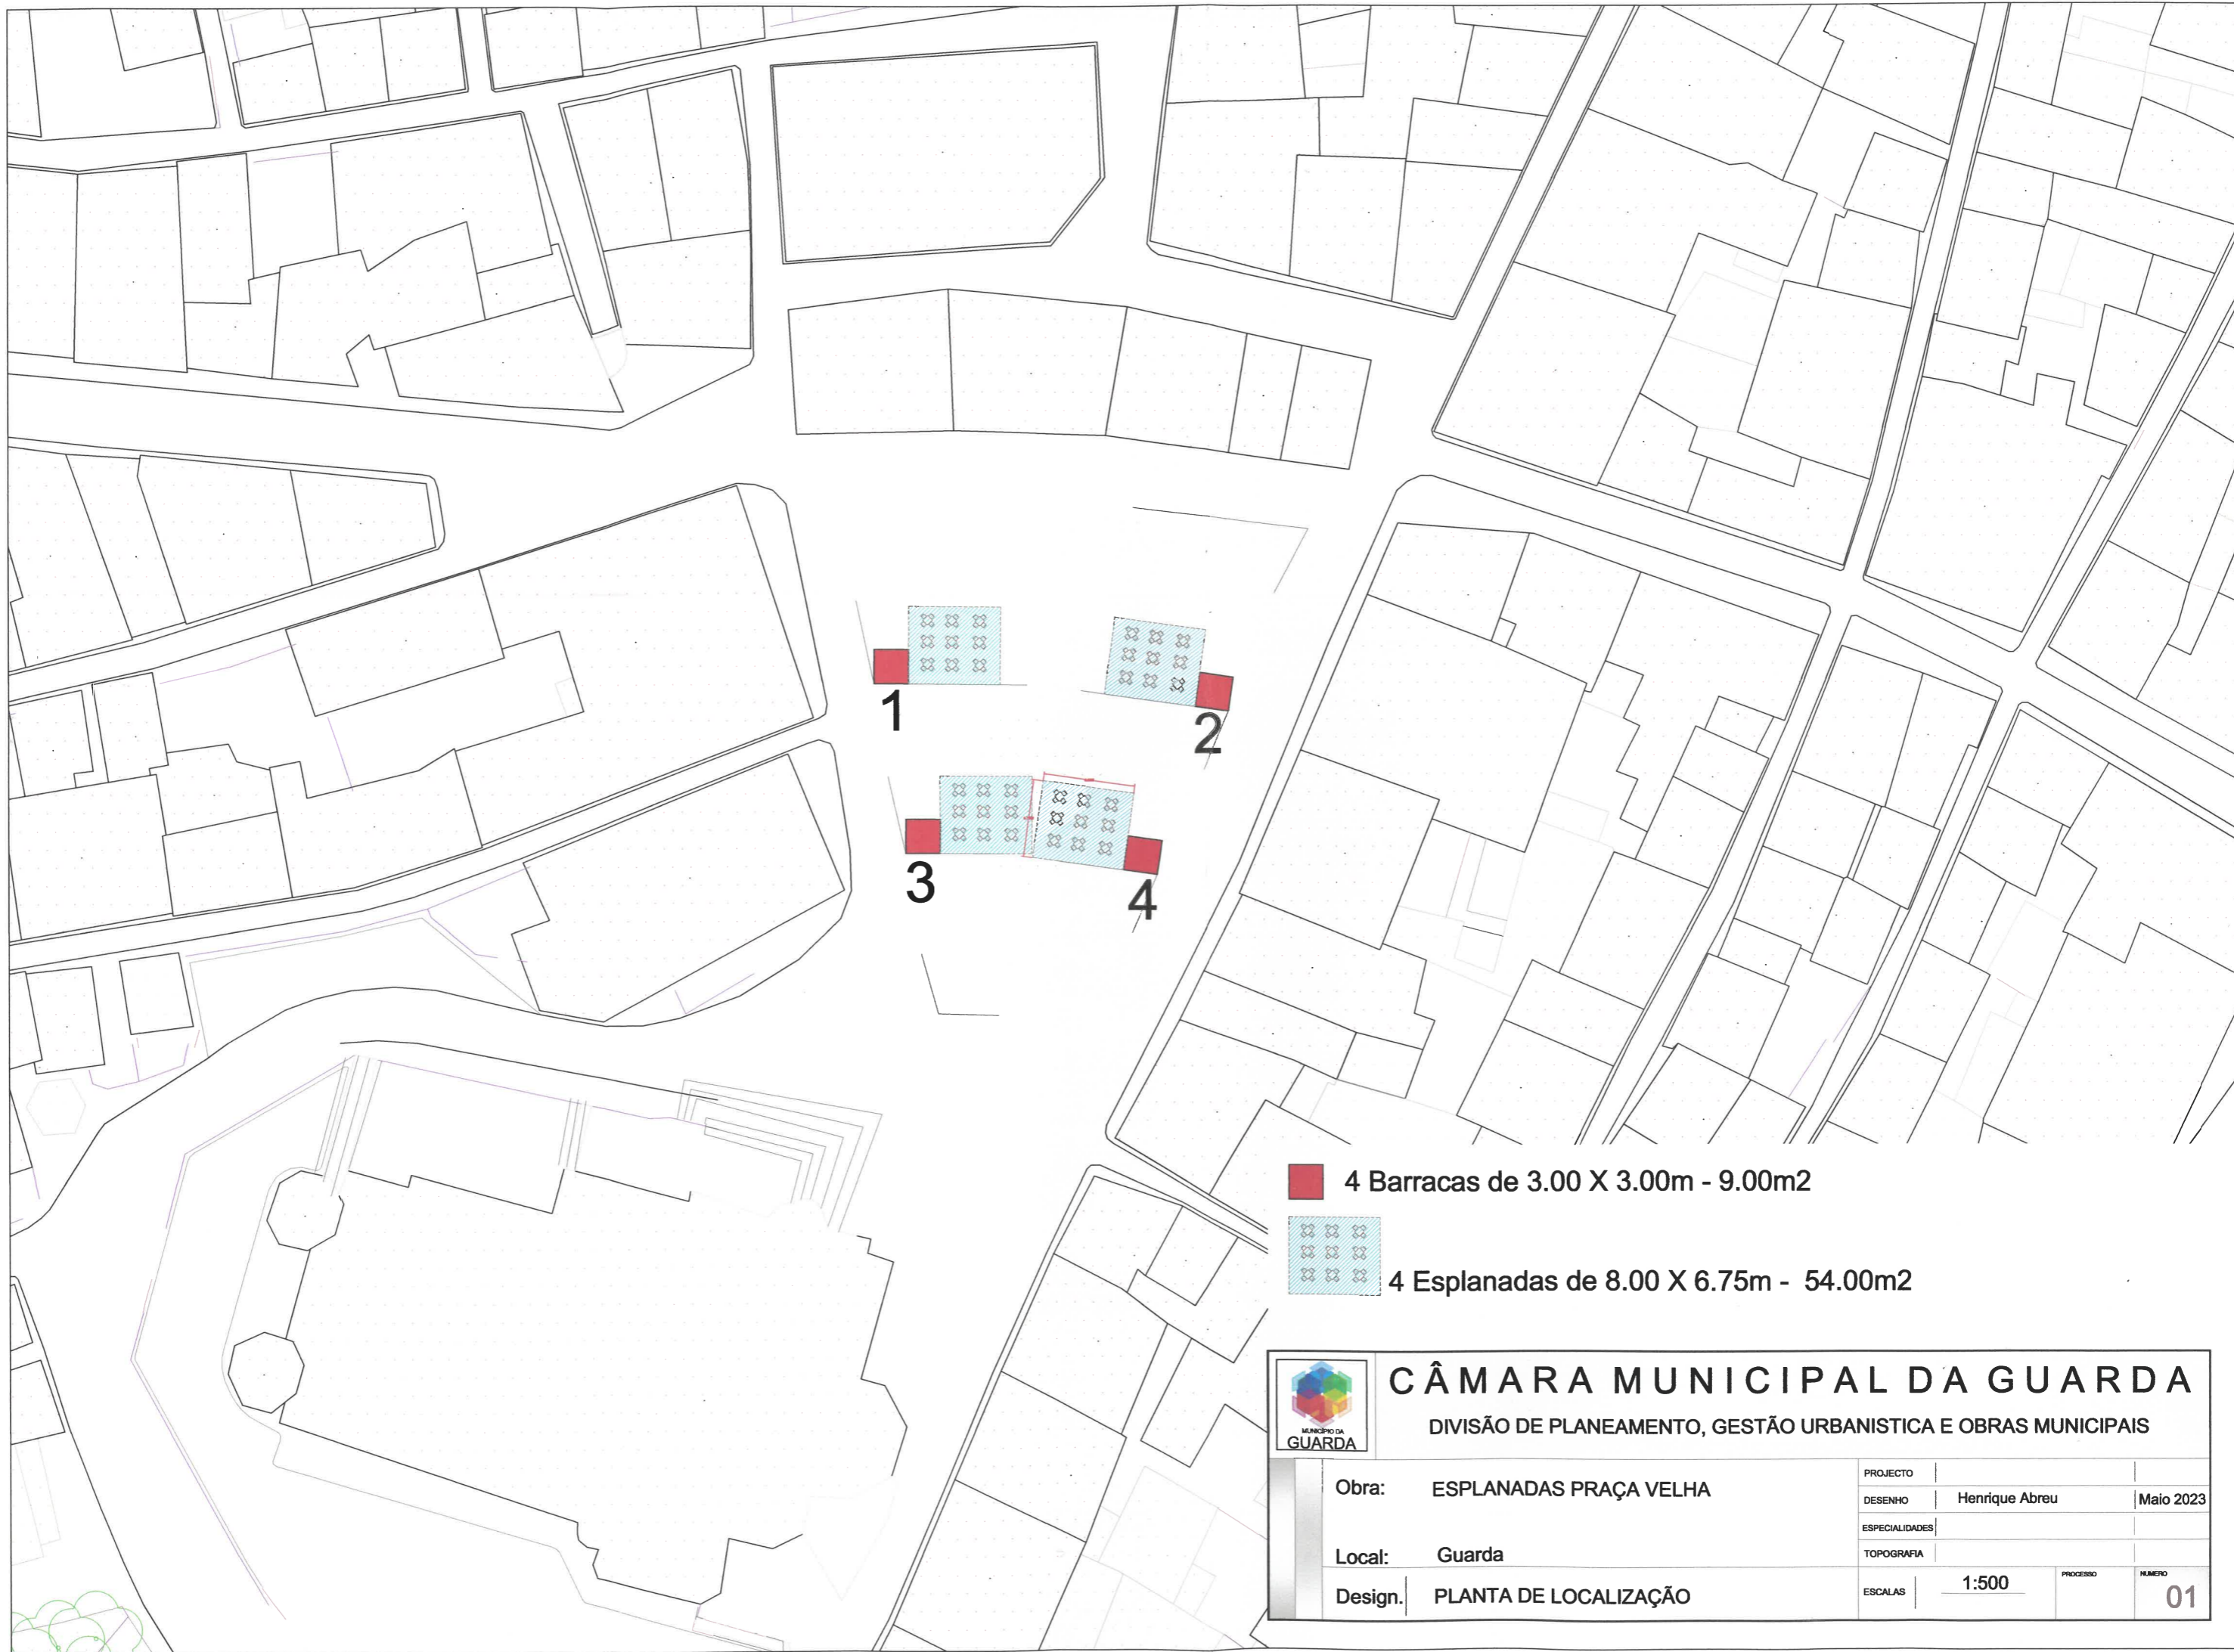 1
2
3
4
4 Barracas de 3.00 X 3.00m - 9.00m2
4 Esplanadas de 8.00 X 6.75m - 54.00m2
MUNICÍPIO DA
GUARDA
CÂMARA MUNICIPAL DA GUARDA
DIVISÃO DE PLANEAMENTO, GESTÃO URBANISTICA E OBRAS MUNICIPAIS
Obra: ESPLANADAS PRAÇA VELHA
Local: Guarda
Design. PLANTA DE LOCALIZAÇÃO
PROJECTO
DESENHO Henrique Abreu Maio 2023
ESPECIALIDADES
TOPOGRAFIA
ESCALAS 1:500 PROCESSO NUMERO
01